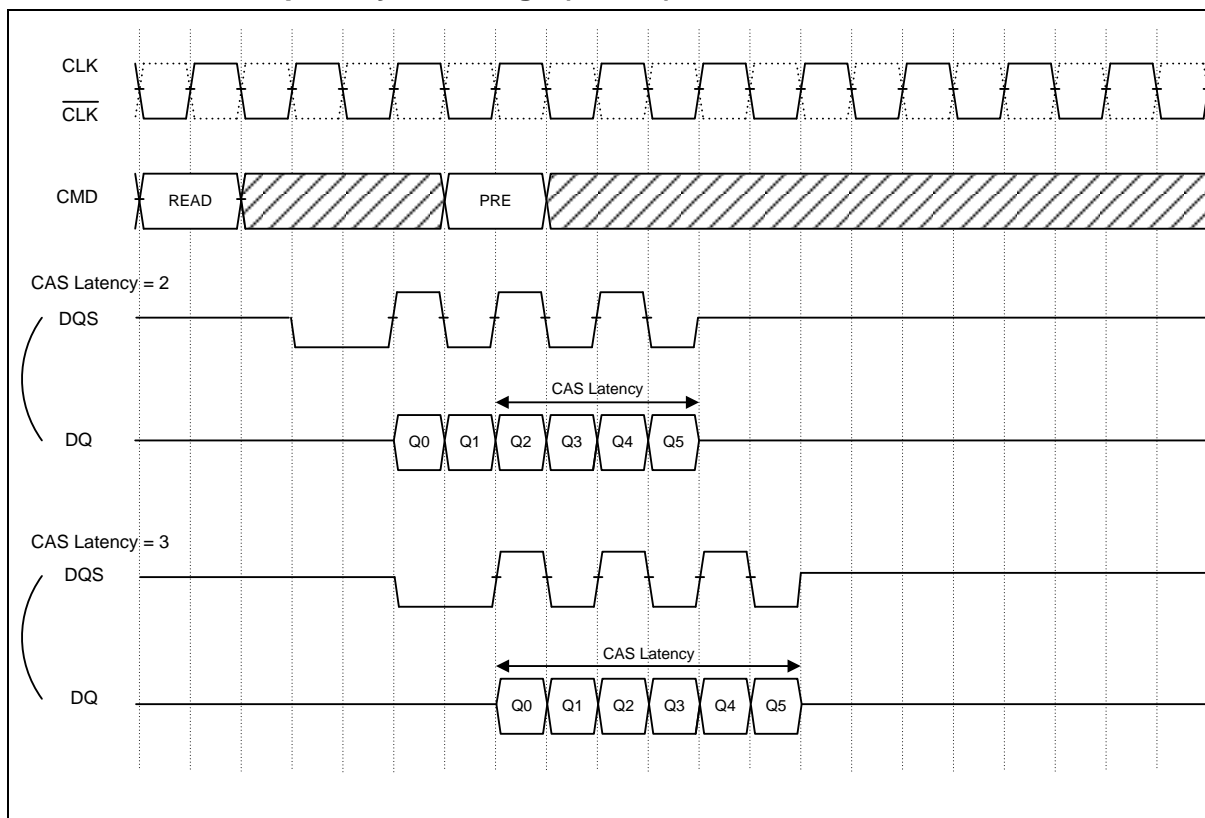 CLK
CLK
CMD
READ
PRE
CAS Latency = 2
DQS
CAS Latency
DQ
Q0 Q1 Q2 Q3 Q4 Q5
CAS Latency = 3
DQS
CAS Latency
DQ
Q0 Q1 Q2 Q3 Q4 Q5